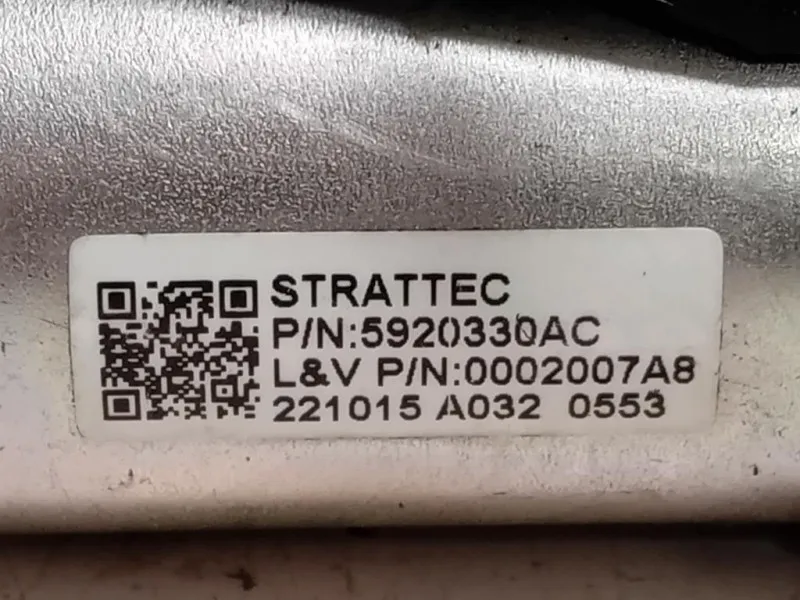 STRATTEC
P/N:5920330AC
L&V P/N:0002007A8
221015 A032 0553